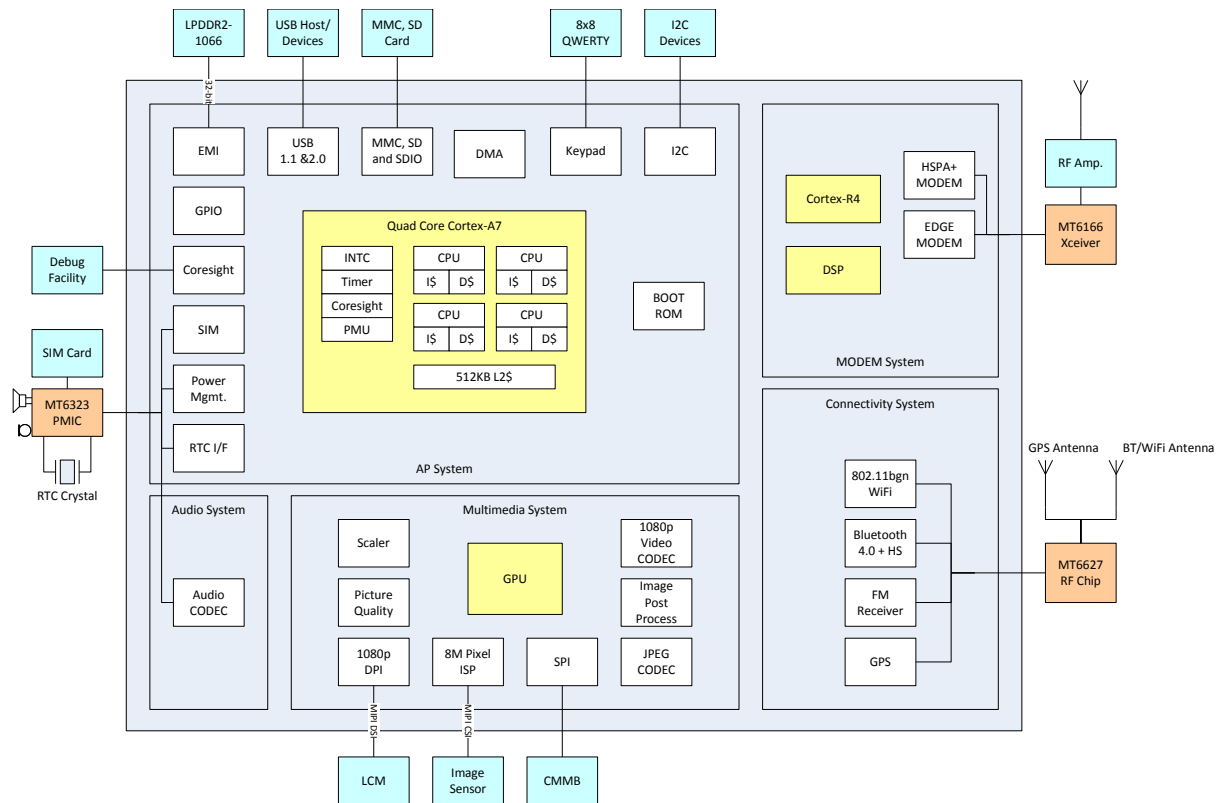 LPDDR2-
1066
USB Host/
Devices
MMC, SD
Card
8x8
QWERTY
I2C
Devices
32-bit
EMI
USB
1.1 &2.0
MMC, SD
and SDIO
DMA
Keypad
I2C
GPIO
Coresight
SIM
Power
Mgmt.
RTC I/F
Quad Core Cortex-A7
INTC
Timer
Coresight
PMU
CPU
I$ D$
CPU
I$ D$
CPU
I$ D$
CPU
I$ D$
512KB L2$
BOOT
ROM
AP System
Debug
Facility
SIM Card
MT6323
PMIC
RTC Crystal
HSPA+
MODEM
Cortex-R4
EDGE
MODEM
DSP
MODEM System
RF Amp.
MT6166
Xceiver
Connectivity System
802.11bgn
WiFi
Bluetooth
4.0 + HS
FM
Receiver
GPS
GPS Antenna
BT/WiFi Antenna
MT6627
RF Chip
Audio System
Audio
CODEC
Multimedia System
Scaler
GPU
1080p
Video
CODEC
Picture
Quality
Image
Post
Process
1080p
DPI
8M Pixel
ISP
SPI
JPEG
CODEC
MIPI DSI
MIPI CSI
LCM
Image
Sensor
CMMB